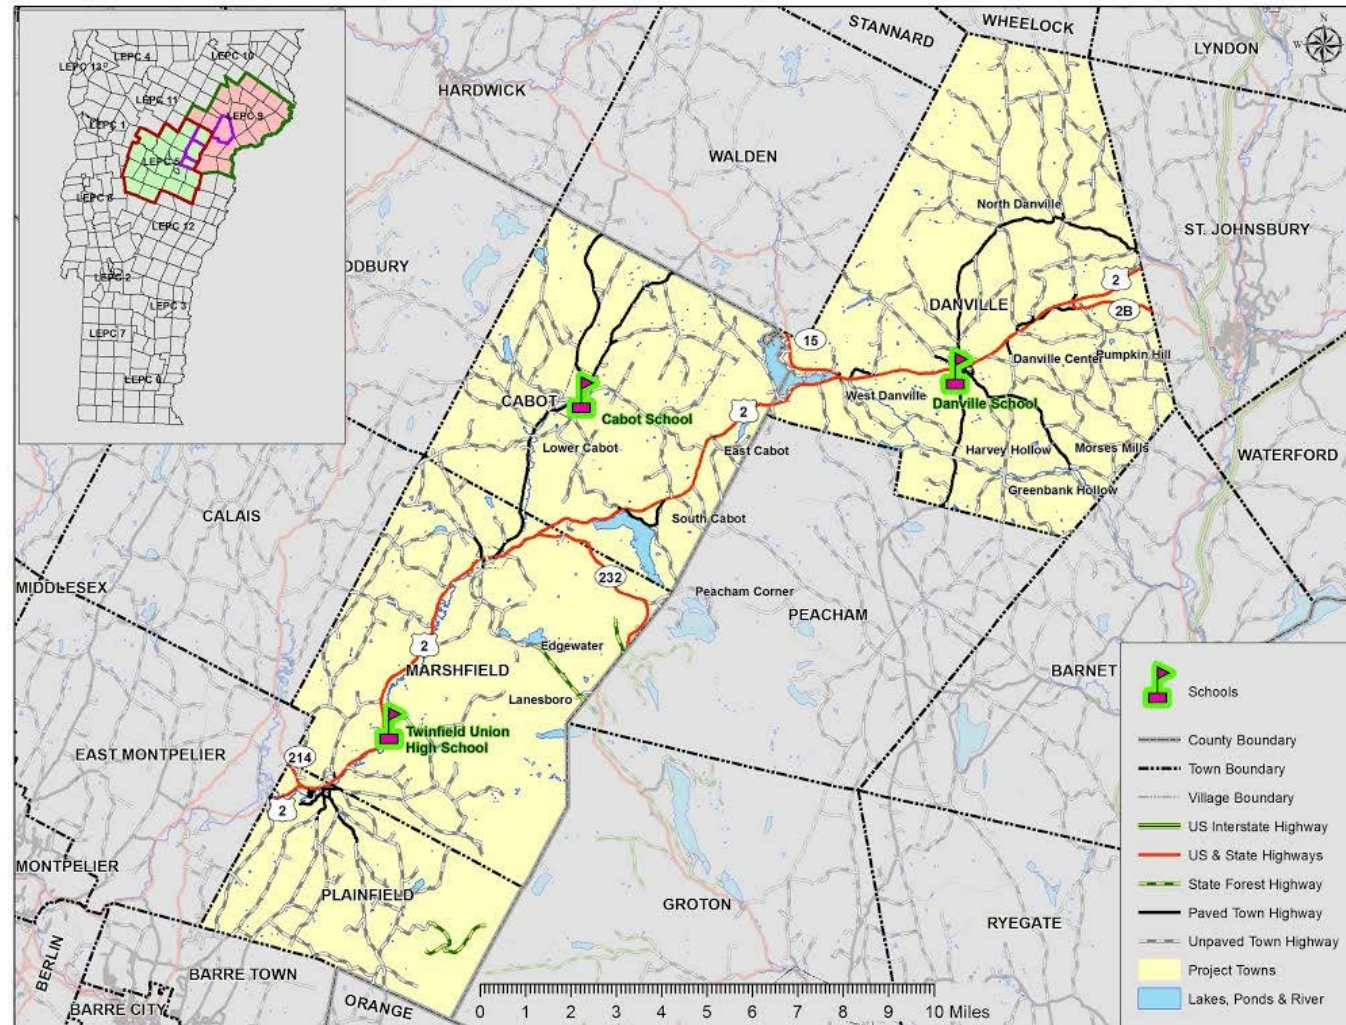 LEPC 13
LEPC 4
LEPC 10
LEPC 11
LEPC 9
LEPC 1
LEPC 5
LEPC 12
LEPC 2
LEPC 3
LEPC 7
N
W
E
S
STANNARD
WHEELOCK
LYNDON
HARDWICK
WALDEN
North Danville
ST. JOHNSBURY
ODBURY
2
DANVILLE
2B
15
Danville Center
Pumpkin Hill
CABOT
West Danville
Danville School
Cabot School
2
Lower Cabot
East Cabot
Harvey Hollow
Morses Mills
WATERFORD
Greenbank Hollow
CALAIS
South Cabot
232
MIDDLESEX
Peacham Corner
PEACHAM
2
Edgewater
MARSHFIELD
BARNET
Lanesboro
Twinfield Union
High School
EAST MONTPELIER
214
2
MONTPELIER
PLAINFIELD
GROTON
RYEGATE
BERLIN
BARRE TOWN
BARRE CITY
ORANGE
0 1 2 3 4 5 6 7 8 9 10 Miles
Schools
County Boundary
Town Boundary
Village Boundary
US Interstate Highway
US & State Highways
State Forest Highway
Paved Town Highway
Unpaved Town Highway
Project Towns
Lakes, Ponds & River